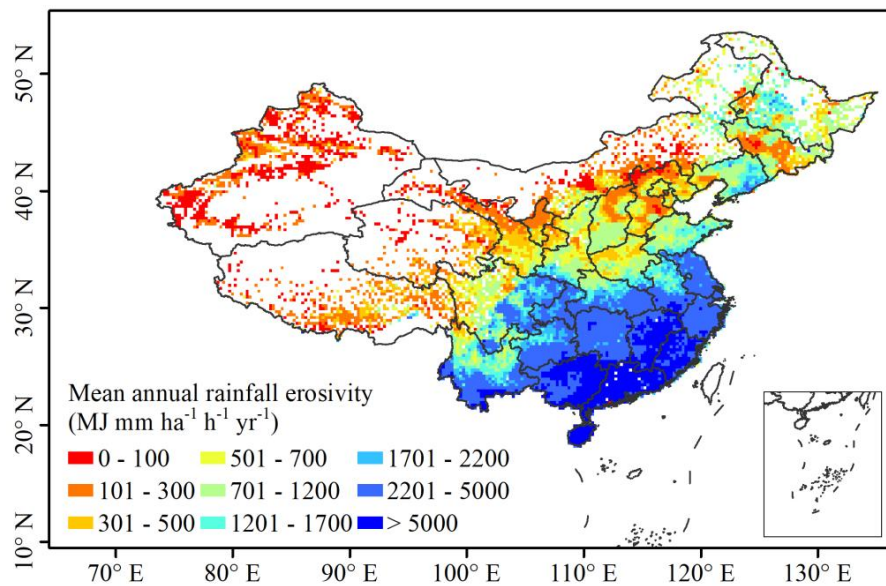 50° N
40° N
30° N
20° N
10° N
Mean annual rainfall erosivity
(MJ mm ha⁻¹ h⁻¹ yr⁻¹)
0 - 100
501 - 700
1701 - 2200
101 - 300
701 - 1200
2201 - 5000
301 - 500
1201 - 1700
> 5000
70° E
80° E
90° E
100° E
110° E
120° E
130° E